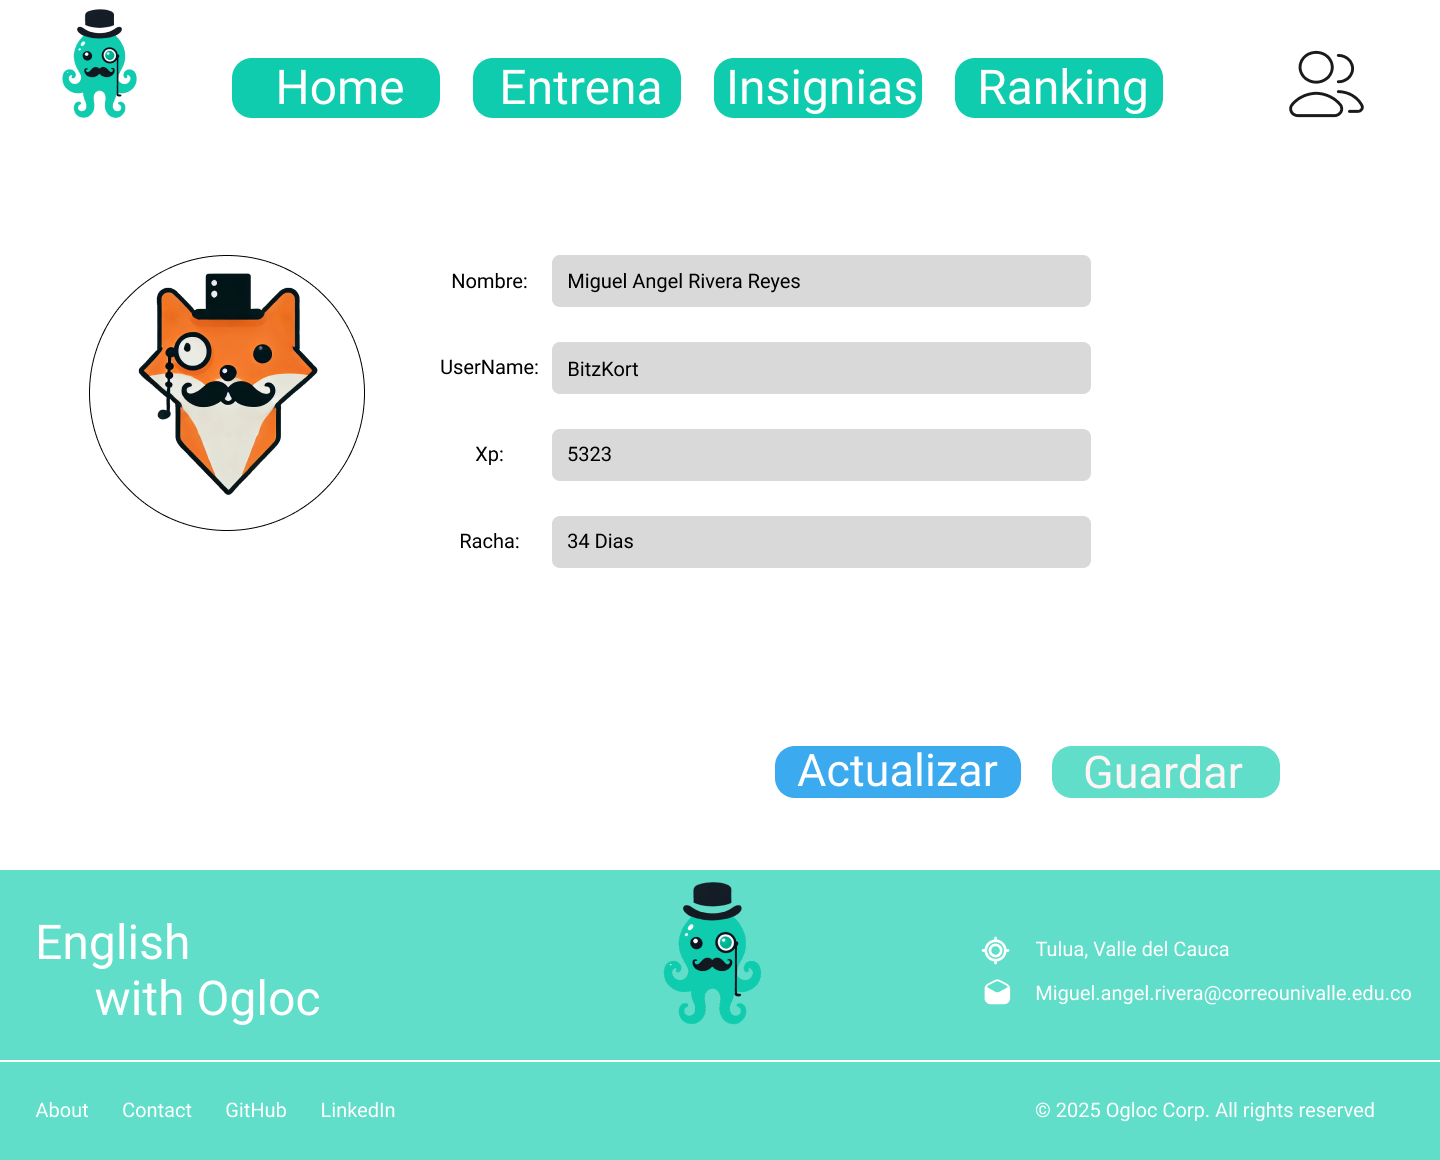 Home
Entrena
Insignias
Ranking
Nombre:
Miguel Angel Rivera Reyes
UserName:
BitzKort
Xp:
5323
Racha:
34 Dias
Actualizar
Guardar
English
with Ogloc
Tulua, Valle del Cauca
Miguel.angel.rivera@correounivalle.edu.co
About
Contact
GitHub
LinkedIn
© 2025 Ogloc Corp. All rights reserved